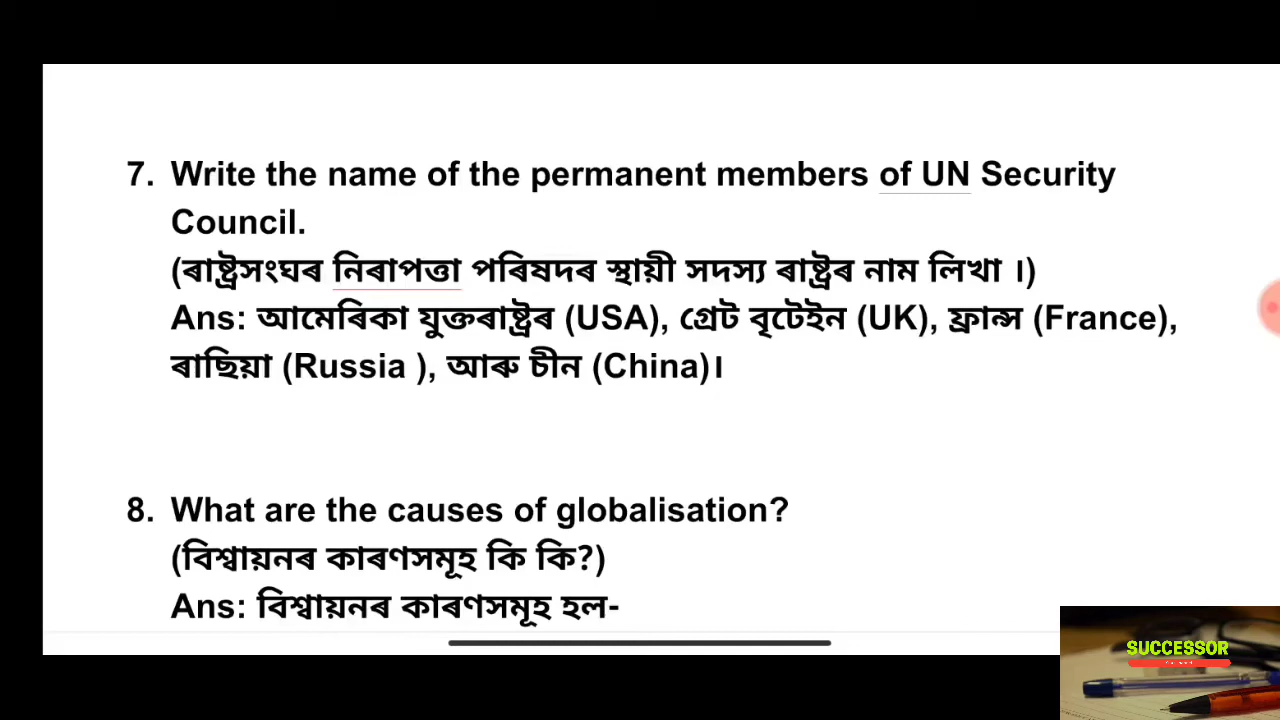 7. Write the name of the permanent members of UN Security
Council.
(ৰাষ্ট্ৰসংঘৰ নিৰাপত্তা পৰিষদৰ স্থায়ী সদস্য ৰাষ্ট্ৰৰ নাম লিখা ।)
Ans: আমেৰিকা যুক্তৰাষ্ট্ৰৰ (USA), গ্ৰেট বৃটেইন (UK), ফ্ৰান্স (France),
ৰাছিয়া (Russia ), আৰু চীন (China)।
8. What are the causes of globalisation?
(বিশ্বায়নৰ কাৰণসমূহ কি কি?)
Ans: বিশ্বায়নৰ কাৰণসমূহ হল-
SUCCESSOR